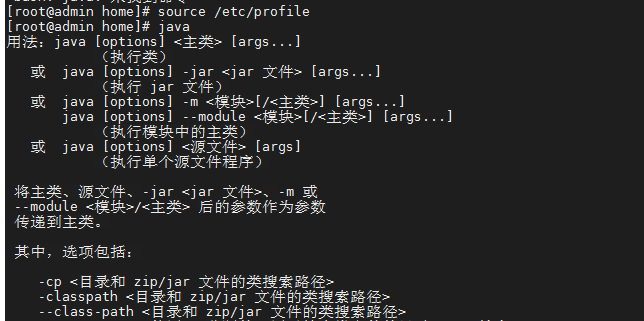 [root@admin home]# source /etc/profile
[root@admin home]# java
用法：java [options] <主类> [args...]
（执行类）
或 java [options] -jar <jar 文件> [args...]
（执行 jar 文件）
或 java [options] -m <模块>[/<主类>] [args...]
java [options] --module <模块>[/<主类>] [args...]
（执行模块中的主类）
或 java [options] <源文件> [args]
（执行单个源文件程序）
将主类、源文件、-jar <jar 文件>、-m 或
--module <模块>/<主类> 后的参数作为参数
传递到主类。
其中，选项包括：
-cp <目录和 zip/jar 文件的类搜索路径>
-classpath <目录和 zip/jar 文件的类搜索路径>
--class-path <目录和 zip/jar 文件的类搜索路径>